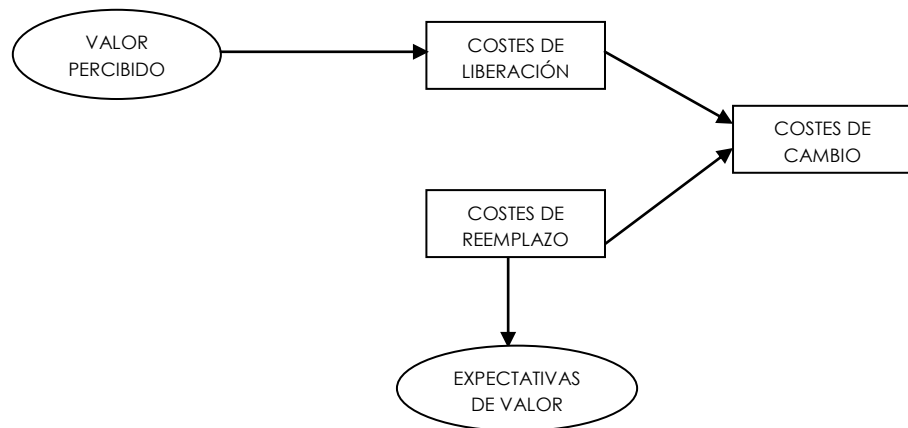 VALOR
PERCIBIDO
COSTES DE
LIBERACIÓN
COSTES DE
CAMBIO
COSTES DE
REEMPLAZO
EXPECTATIVAS
DE VALOR